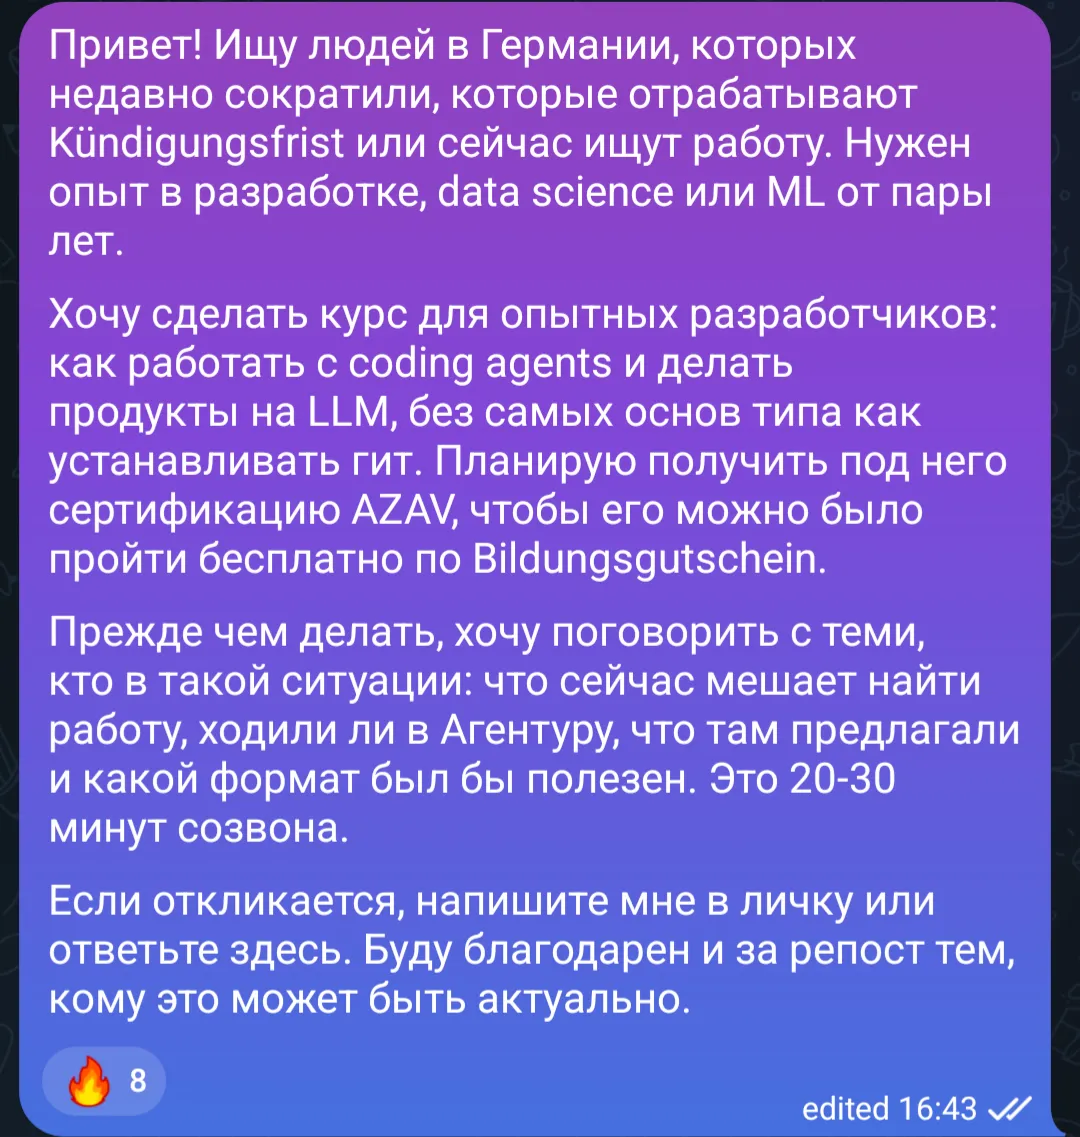 Привет! Ищу людей в Германии, которых
недавно сократили, которые отрабатывают
Kündigungsfrist или сейчас ищут работу. Нужен
опыт в разработке, data science или ML от пары
лет.
Хочу сделать курс для опытных разработчиков:
как работать с coding agents и делать
продукты на LLM, без самых основ типа как
устанавливать гит. Планирую получить под него
сертификацию AZAV, чтобы его можно было
пройти бесплатно по Bildungsgutschein.
Прежде чем делать, хочу поговорить с теми,
кто в такой ситуации: что сейчас мешает найти
работу, ходили ли в Агентуру, что там предлагали
и какой формат был бы полезен. Это 20-30
минут созвона.
Если откликается, напишите мне в личку или
ответьте здесь. Буду благодарен и за репост тем,
кому это может быть актуально.
8
edited 16:43